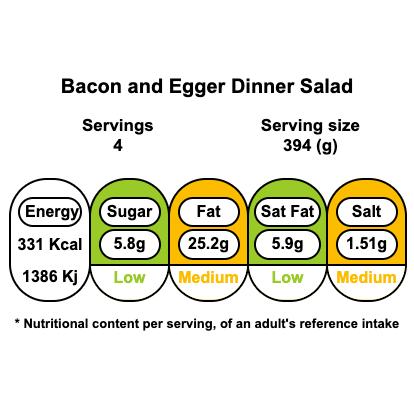 Bacon and Egger Dinner Salad
Servings
4
Serving size
394 (g)
Energy
331 Kcal
1386 Kj
Sugar
5.8g
Low
Fat
25.2g
Medium
Sat Fat
5.9g
Low
Salt
1.51g
Medium
* Nutritional content per serving, of an adult's reference intake